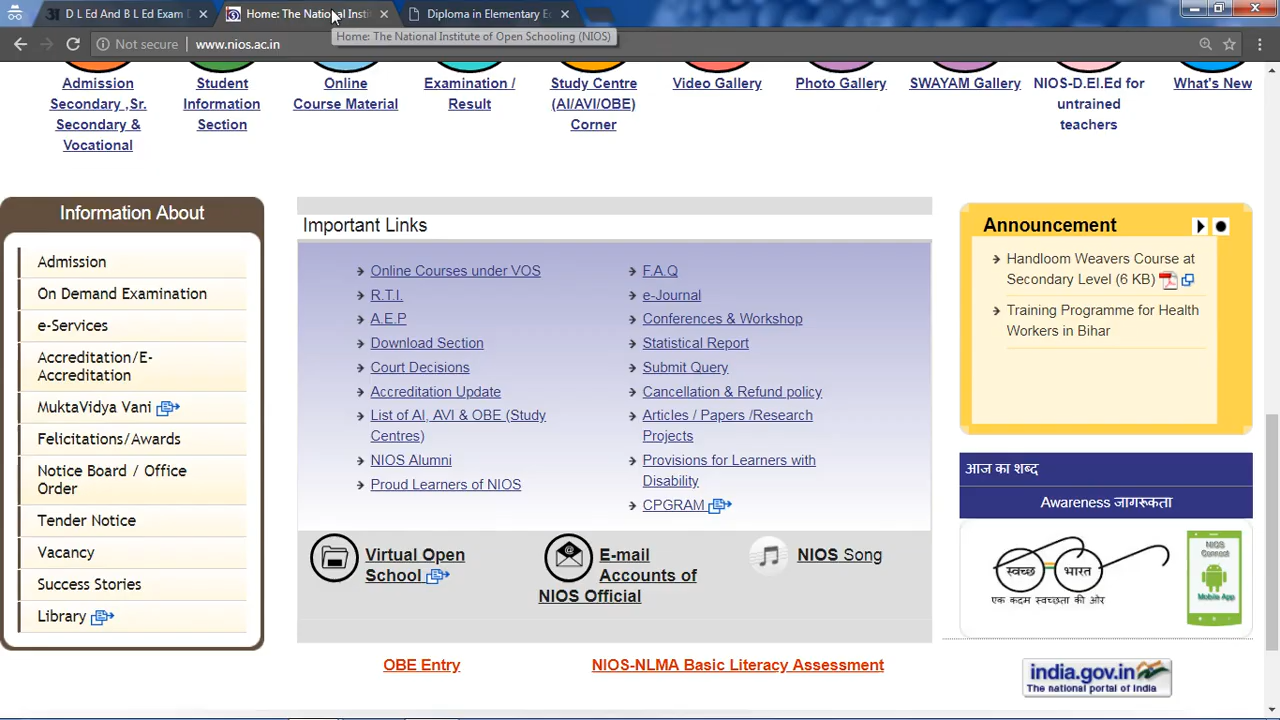 D L Ed And B L Ed Exam D
Home: The National Insti
Diploma in Elementary Ec
Not secure
www.nios.ac.in
Home: The National Institute of Open Schooling (NIOS)
Admission
Secondary ,Sr.
Secondary &
Vocational
Student
Information
Section
Online
Course Material
Examination /
Result
Study Centre
(AI/AVI/OBE)
Corner
Video Gallery
Photo Gallery
SWAYAM Gallery
NIOS-D.El.Ed for
untrained
teachers
What's New
Information About
Admission
On Demand Examination
e-Services
Accreditation/E-
Accreditation
MuktaVidya Vani
Felicitations/Awards
Notice Board / Office
Order
Tender Notice
Vacancy
Success Stories
Library
Important Links
Online Courses under VOS
R.T.I.
A.E.P
Download Section
Court Decisions
Accreditation Update
List of AI, AVI & OBE (Study
Centres)
NIOS Alumni
Proud Learners of NIOS
F.A.Q
e-Journal
Conferences & Workshop
Statistical Report
Submit Query
Cancellation & Refund policy
Articles / Papers /Research
Projects
Provisions for Learners with
Disability
CPGRAM
Virtual Open
School
E-mail
Accounts of
NIOS Official
NIOS Song
OBE Entry
NIOS-NLMA Basic Literacy Assessment
Announcement
Handloom Weavers Course at
Secondary Level (6 KB)
Training Programme for Health
Workers in Bihar
आज का शब्द
Awareness जागरूकता
स्वच्छ भारत
एक कदम स्वच्छता की ओर
NIOS
Connect
Mobile App
india.gov.in
The national portal of India